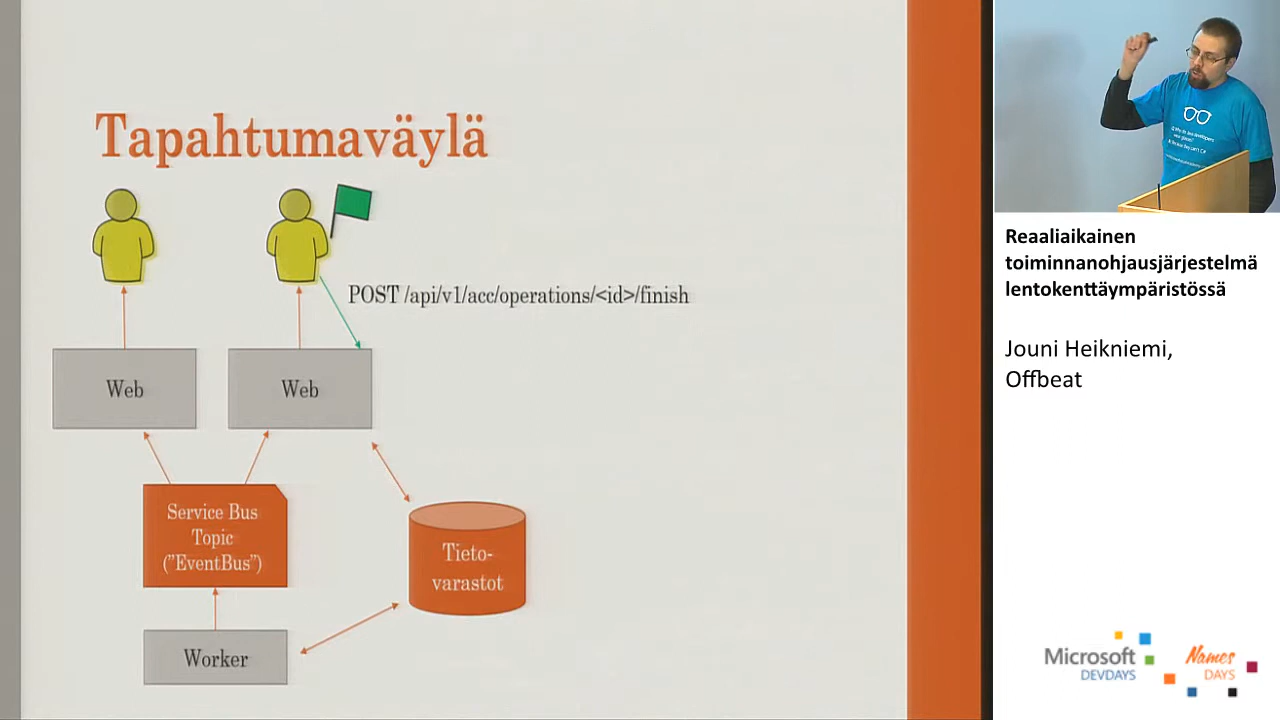 Tapahtumaväylä
POST /api/v1/acc/operations/<id>/finish
Web
Web
Service Bus
Topic
("EventBus")
Tieto-
varastot
Worker
Reaaliaikainen
toiminnanohjausjärjestelmä
lentokenttäympäristössä
Jouni Heikniemi,
Offbeat
Microsoft
DEVDAYS
Names
DAYS